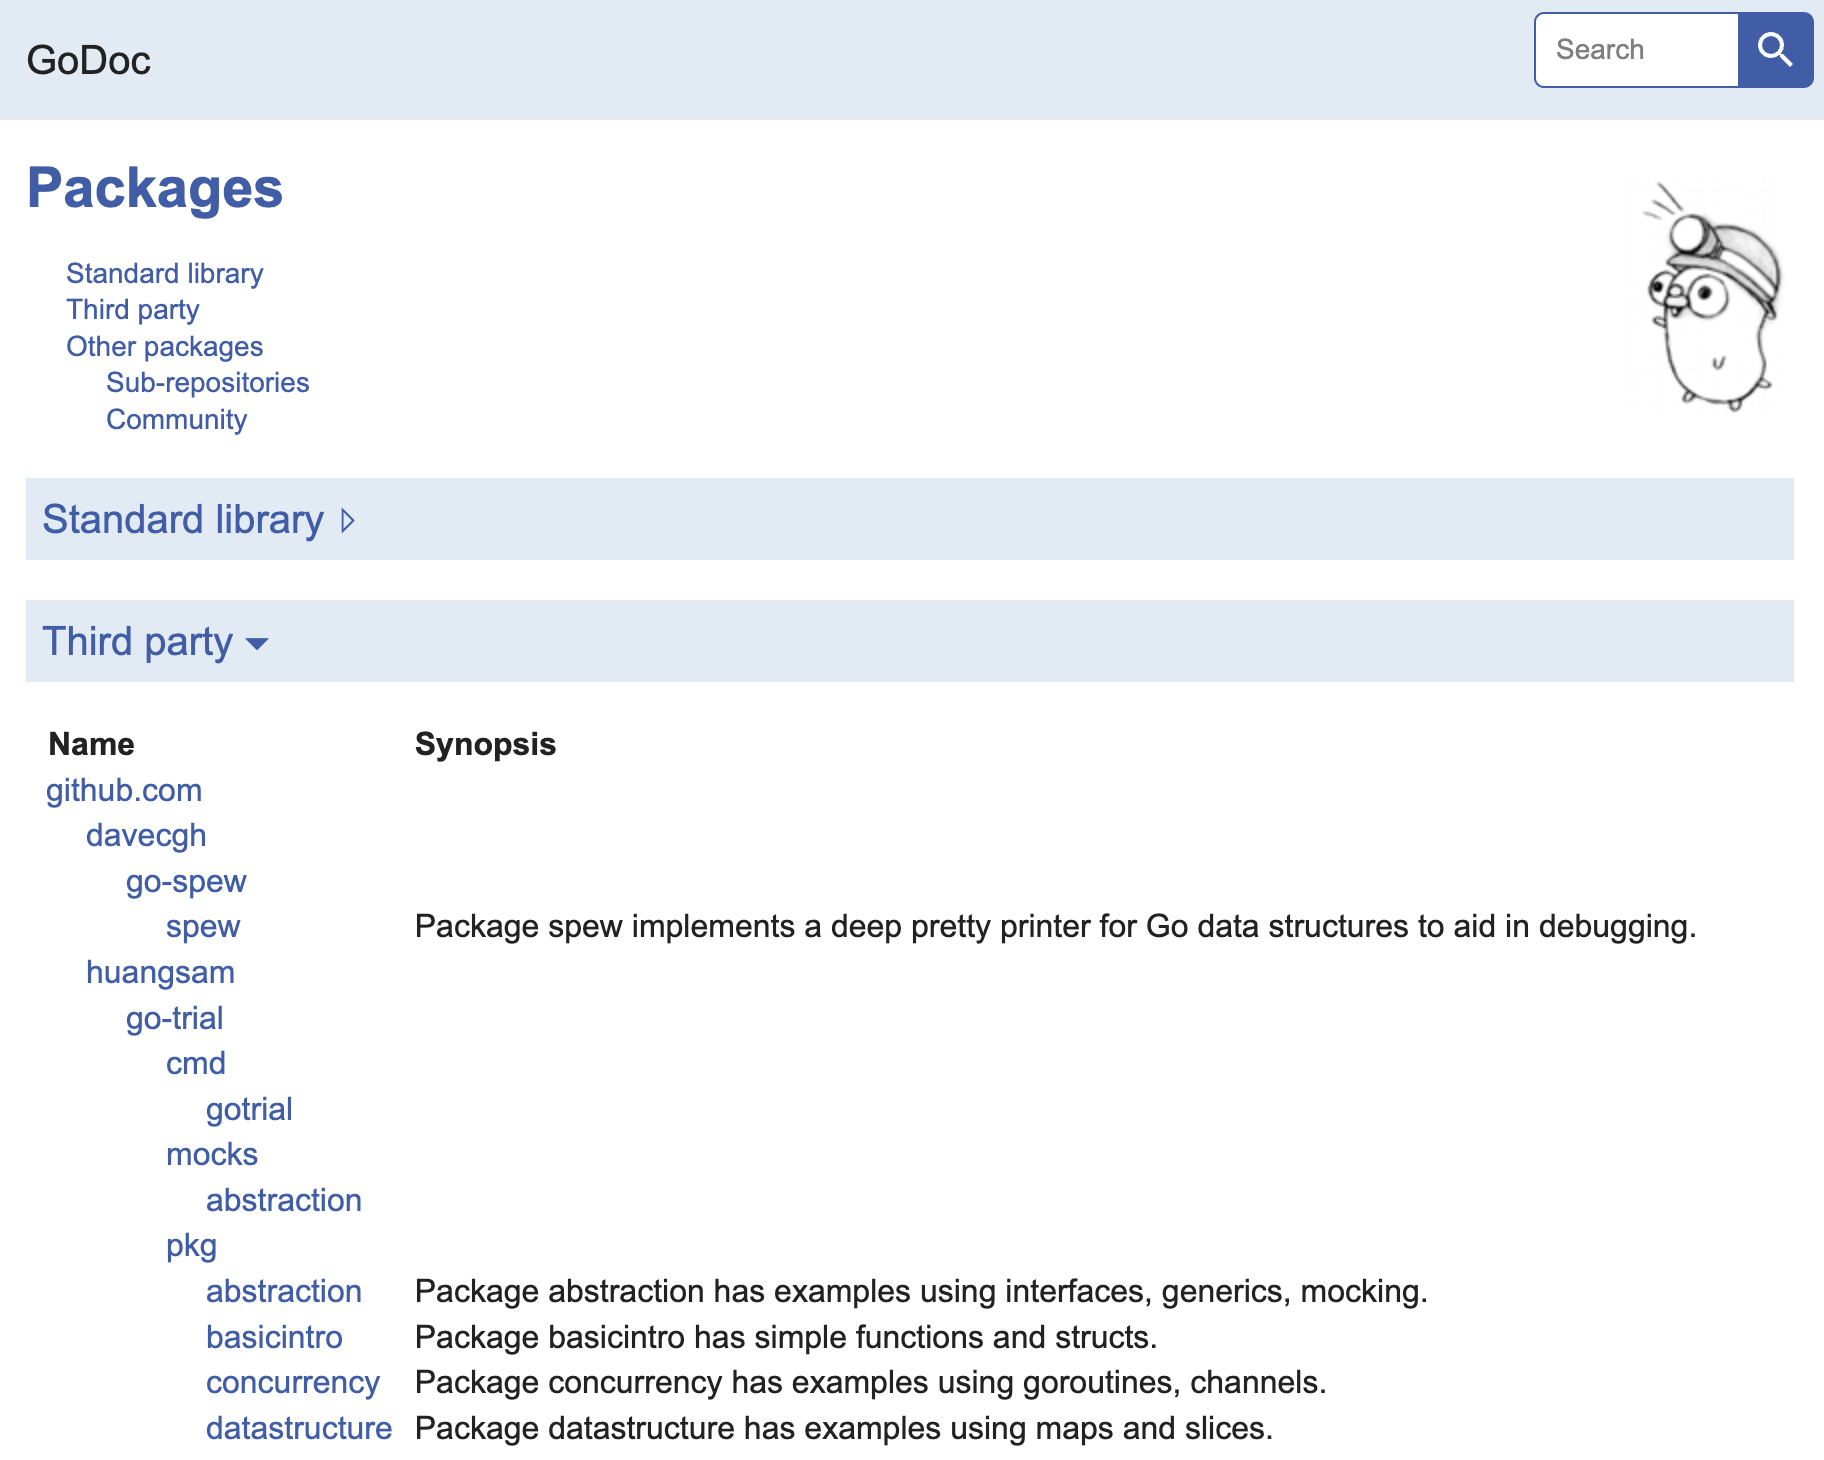 GoDoc
Search
Packages
Standard library
Third party
Other packages
Sub-repositories
Community
Standard library ▹
Third party ▾
Name Synopsis
github.com
davecgh
go-spew
spew Package spew implements a deep pretty printer for Go data structures to aid in debugging.
huangsam
go-trial
cmd
gotrial
mocks
abstraction
pkg
abstraction Package abstraction has examples using interfaces, generics, mocking.
basicintro Package basicintro has simple functions and structs.
concurrency Package concurrency has examples using goroutines, channels.
datastructure Package datastructure has examples using maps and slices.